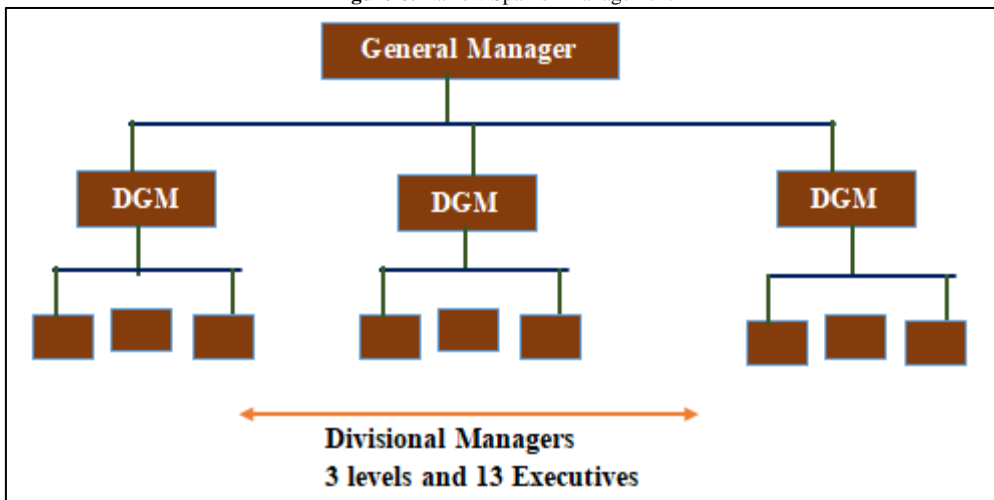 General Manager
DGM
DGM
DGM
Divisional Managers
3 levels and 13 Executives